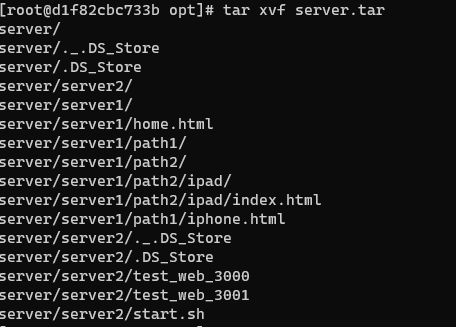 [root@d1f82cbc733b opt]# tar xvf server.tar
server/
server/._.DS_Store
server/.DS_Store
server/server2/
server/server1/
server/server1/home.html
server/server1/path1/
server/server1/path2/
server/server1/path2/ipad/
server/server1/path2/ipad/index.html
server/server1/path1/iphone.html
server/server2/._.DS_Store
server/server2/.DS_Store
server/server2/test_web_3000
server/server2/test_web_3001
server/server2/start.sh